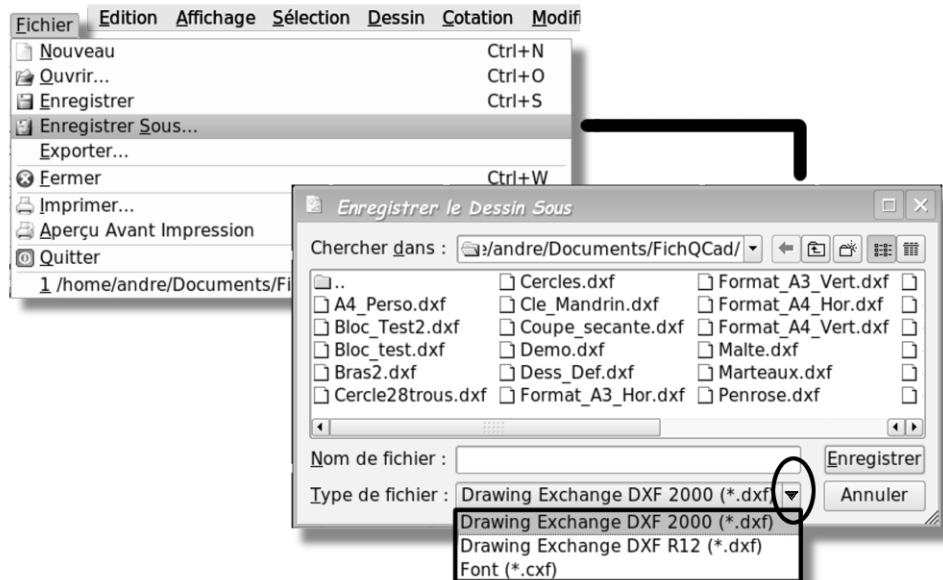 Fichier Edition Affichage Sélection Dessin Cotation Modifi
Nouveau Ctrl+N
Ouvrir... Ctrl+O
Enregistrer Ctrl+S
Enregistrer Sous...
Exporter...
Fermer Ctrl+W
Imprimer...
Aperçu Avant Impression
Quitter
1 /home/andre/Documents/Fi
Enregistrer le Dessin Sous
Chercher dans : e/andre/Documents/FichQCad/
.. Cercles.dxf Format_A3_Vert.dxf
A4_Perso.dxf Cle_Mandrin.dxf Format_A4_Hor.dxf
Bloc_Test2.dxf Coupe_secante.dxf Format_A4_Vert.dxf
Bloc_test.dxf Demo.dxf Malte.dxf
Bras2.dxf Dess_Def.dxf Marteaux.dxf
Cercle28trous.dxf Format_A3_Hor.dxf Penrose.dxf
Nom de fichier : Enregistrer
Type de fichier : Drawing Exchange DXF 2000 (*.dxf) Annuler
Drawing Exchange DXF 2000 (*.dxf)
Drawing Exchange DXF R12 (*.dxf)
Font (*.cxf)